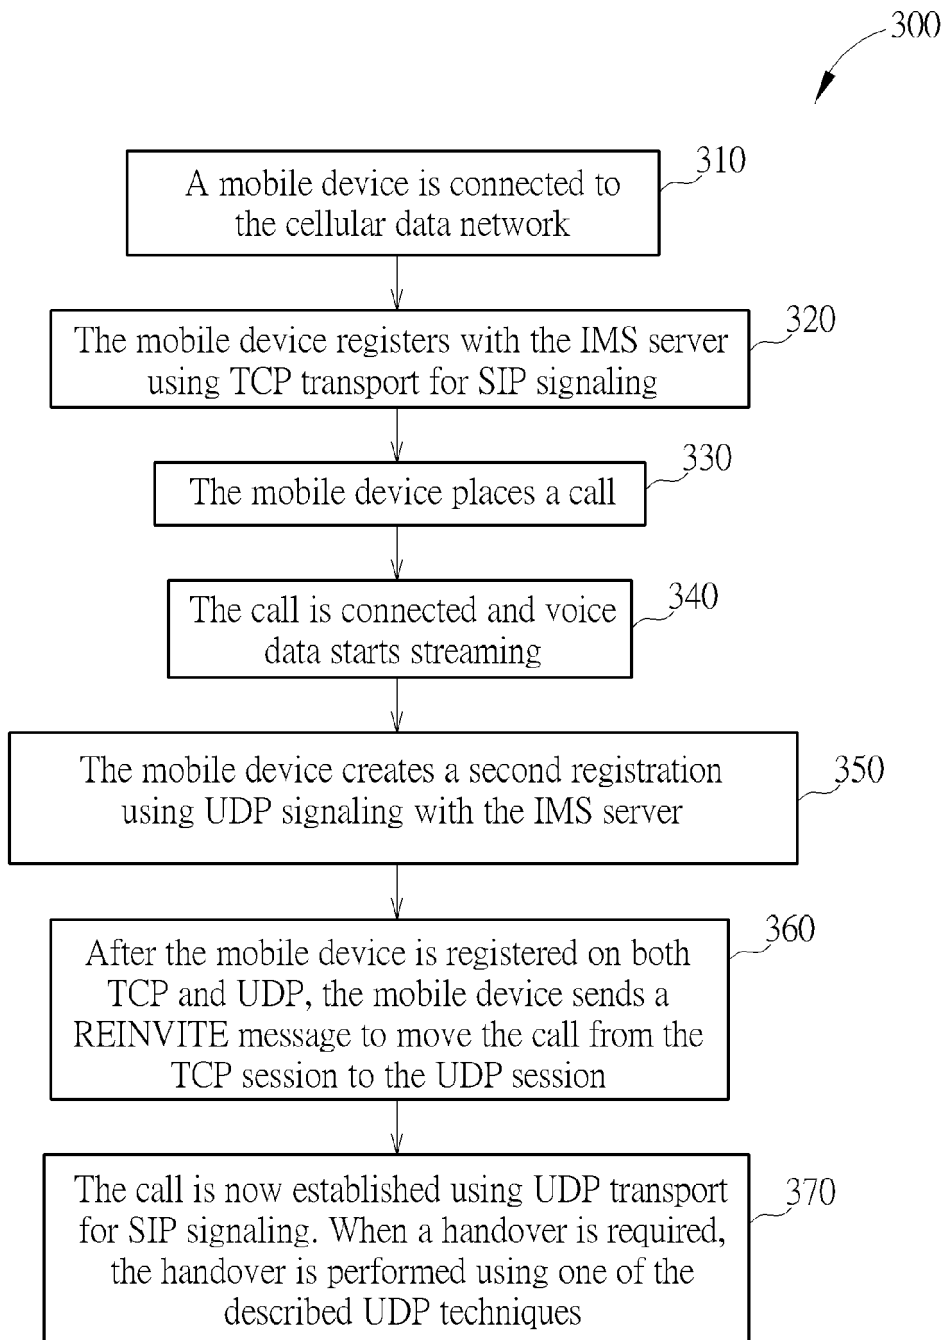 300
310
A mobile device is connected to
the cellular data network
320
The mobile device registers with the IMS server
using TCP transport for SIP signaling
330
The mobile device places a call
340
The call is connected and voice
data starts streaming
350
The mobile device creates a second registration
using UDP signaling with the IMS server
360
After the mobile device is registered on both
TCP and UDP, the mobile device sends a
REINVITE message to move the call from the
TCP session to the UDP session
370
The call is now established using UDP transport
for SIP signaling. When a handover is required,
the handover is performed using one of the
described UDP techniques